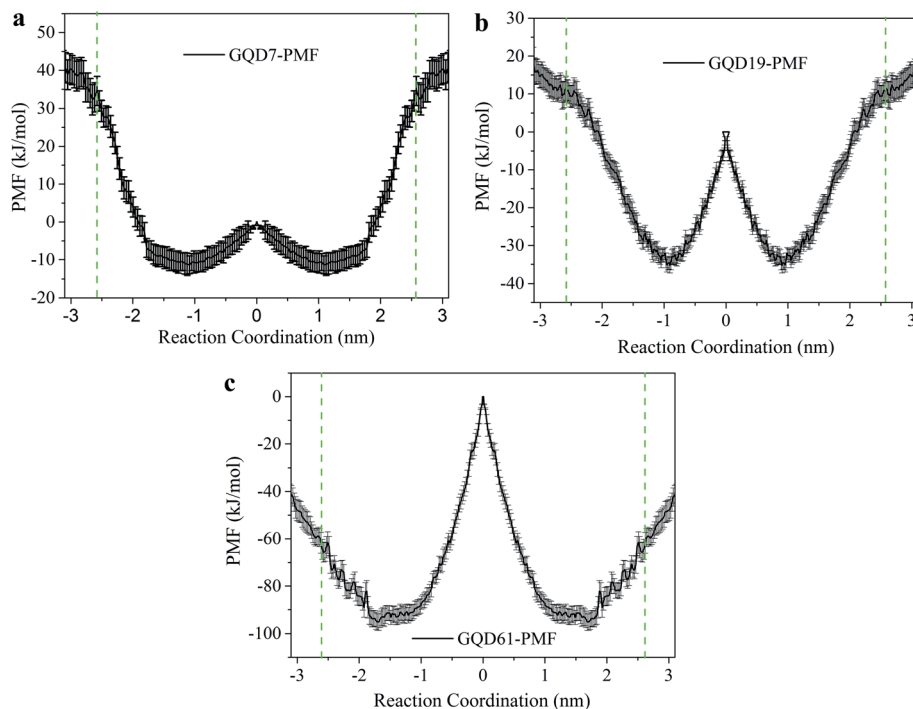 a
GQD7-PMF
PMF (kJ/mol)
50
40
30
20
10
0
-10
-20
-3 -2 -1 0 1 2 3
Reaction Coordination (nm)
b
GQD19-PMF
PMF (kJ/mol)
30
20
10
0
-10
-20
-30
-40
-3 -2 -1 0 1 2 3
Reaction Coordination (nm)
c
GQD61-PMF
PMF (kJ/mol)
0
-20
-40
-60
-80
-100
-3 -2 -1 0 1 2 3
Reaction Coordination (nm)